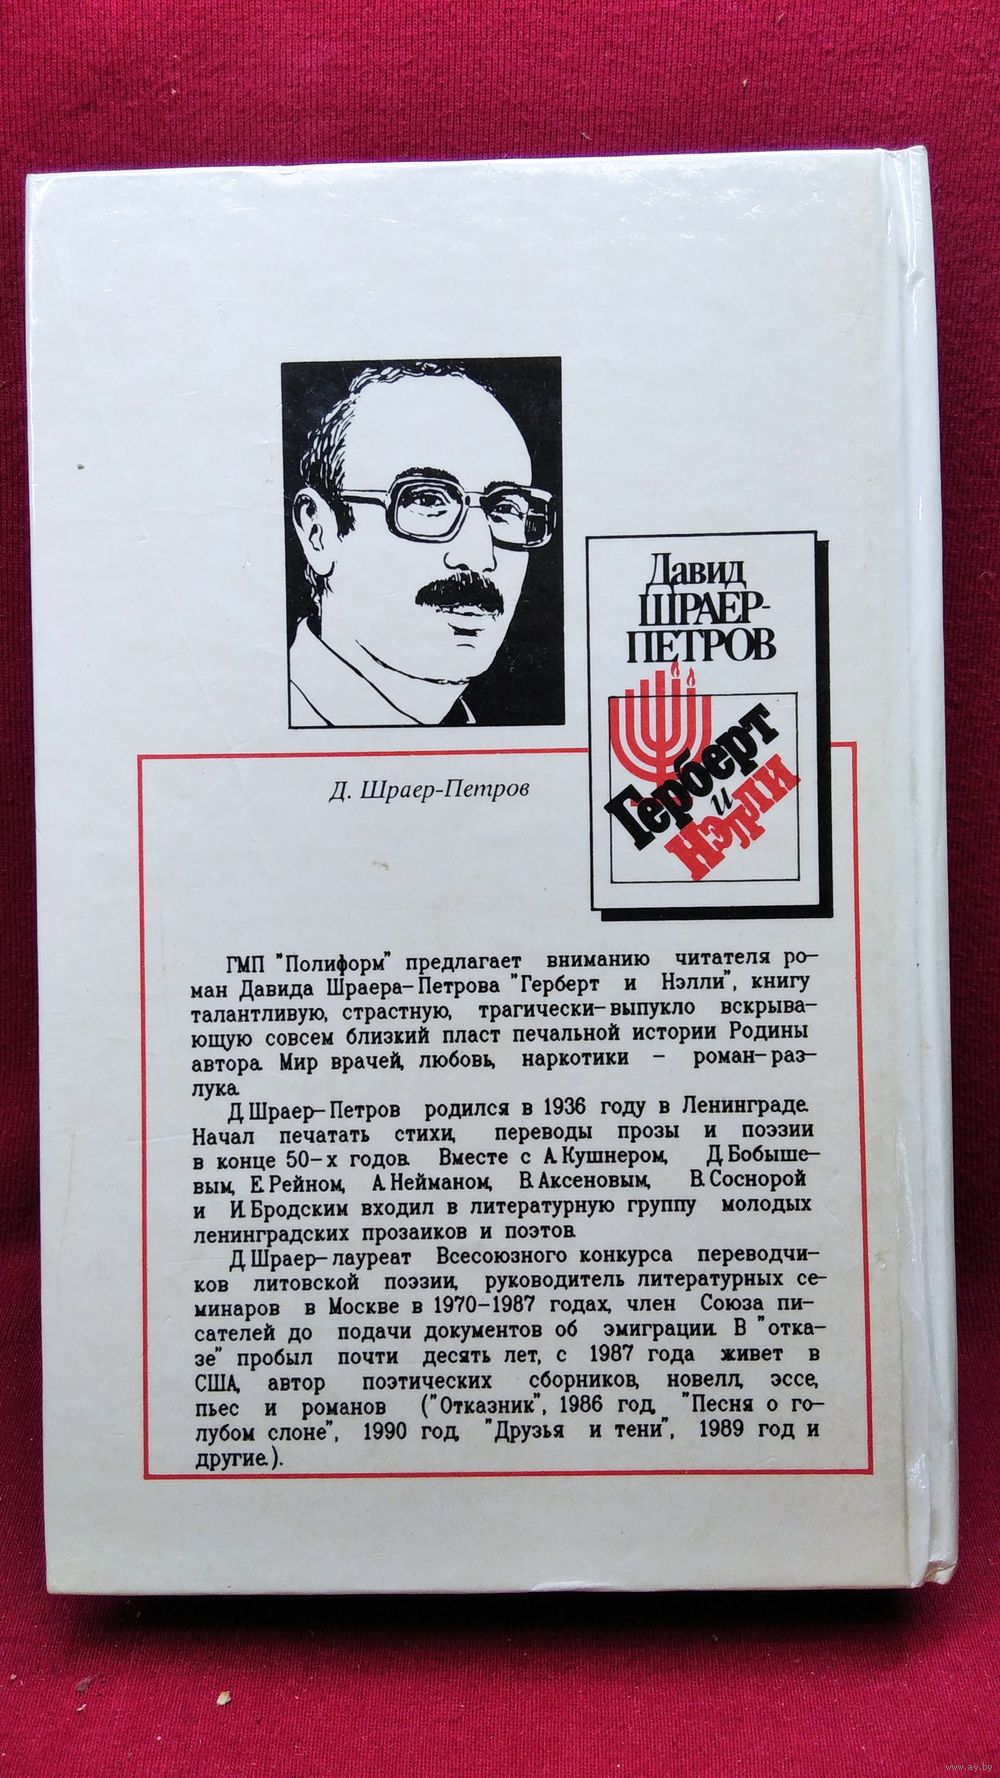 Давид
ШРАЕР-
ПЕТРОВ
Герберт
и
Нэлли
Д. Шраер-Петров
ГМП "Полиформ" предлагает вниманию читателя ро-
ман Давида Шраера-Петрова "Герберт и Нэлли", книгу
талантливую, страстную, трагически-выпукло вскрыва-
ющую совсем близкий пласт печальной истории Родины
автора. Мир врачей, любовь, наркотики - роман-раз-
лука.
Д.Шраер-Петров родился в 1936 году в Ленинграде.
Начал печатать стихи, переводы прозы и поэзии
в конце 50-х годов. Вместе с А.Кушнером, Д.Бобыше-
вым, Е.Рейном, А.Нейманом, В.Аксеновым, В.Соснорой
и И.Бродским входил в литературную группу молодых
ленинградских прозаиков и поэтов.
Д.Шраер-лауреат Всесоюзного конкурса переводчи-
ков литовской поэзии, руководитель литературных се-
минаров в Москве в 1970-1987 годах, член Союза пи-
сателей до подачи документов об эмиграции. В "отка-
зе" пробыл почти десять лет, с 1987 года живет в
США, автор поэтических сборников, новелл, эссе,
пьес и романов ("Отказник", 1986 год, "Песня о го-
лубом слоне", 1990 год, "Друзья и тени", 1989 год и
другие.).
www.ay.by